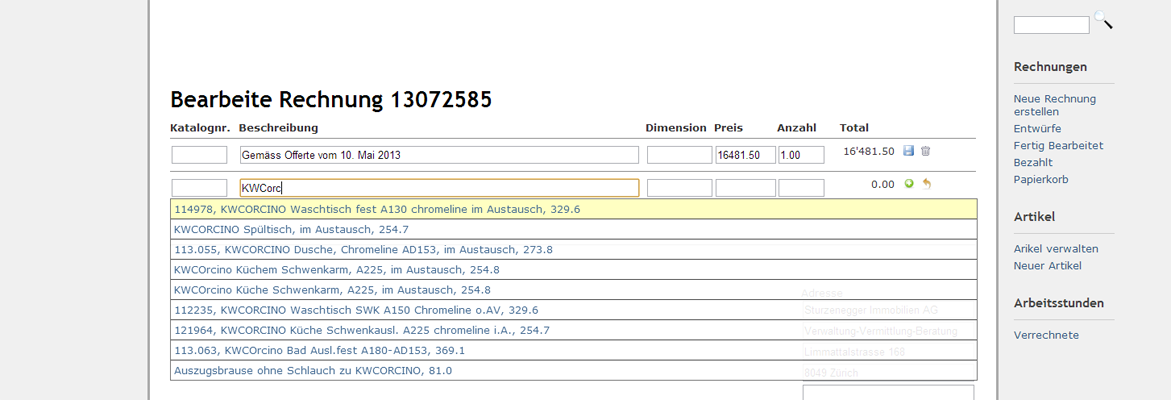 Bearbeite Rechnung 13072585
Katalognr. Beschreibung Dimension Preis Anzahl Total
Gemäss Offerte vom 10. Mai 2013 16481.50 1.00 16'481.50
KWCorc 0.00
114978, KWCORCINO Waschtisch fest A130 chromeline im Austausch, 329.6
KWCORCINO Spültisch, im Austausch, 254.7
113.055, KWCORCINO Dusche, Chromeline AD153, im Austausch, 273.8
KWCOrcino Küchem Schwenkarm, A225, im Austausch, 254.8
KWCOrcino Küche Schwenkarm, A225, im Austausch, 254.8
112235, KWCORCINO Waschtisch SWK A150 Chromeline o.AV, 329.6
121964, KWCORCINO Küche Schwenkausl. A225 chromeline i.A., 254.7
113.063, KWCOrcino Bad Ausl.fest A180-AD153, 369.1
Auszugsbrause ohne Schlauch zu KWCORCINO, 81.0
Adresse
Sturzenegger Immobilien AG
Verwaltung-Vermittlung-Beratung
Limmattalstrasse 166
8049 Zürich
Rechnungen
Neue Rechnung
erstellen
Entwürfe
Fertig Bearbeitet
Bezahlt
Papierkorb
Artikel
Arikel verwalten
Neuer Artikel
Arbeitsstunden
Verrechnete